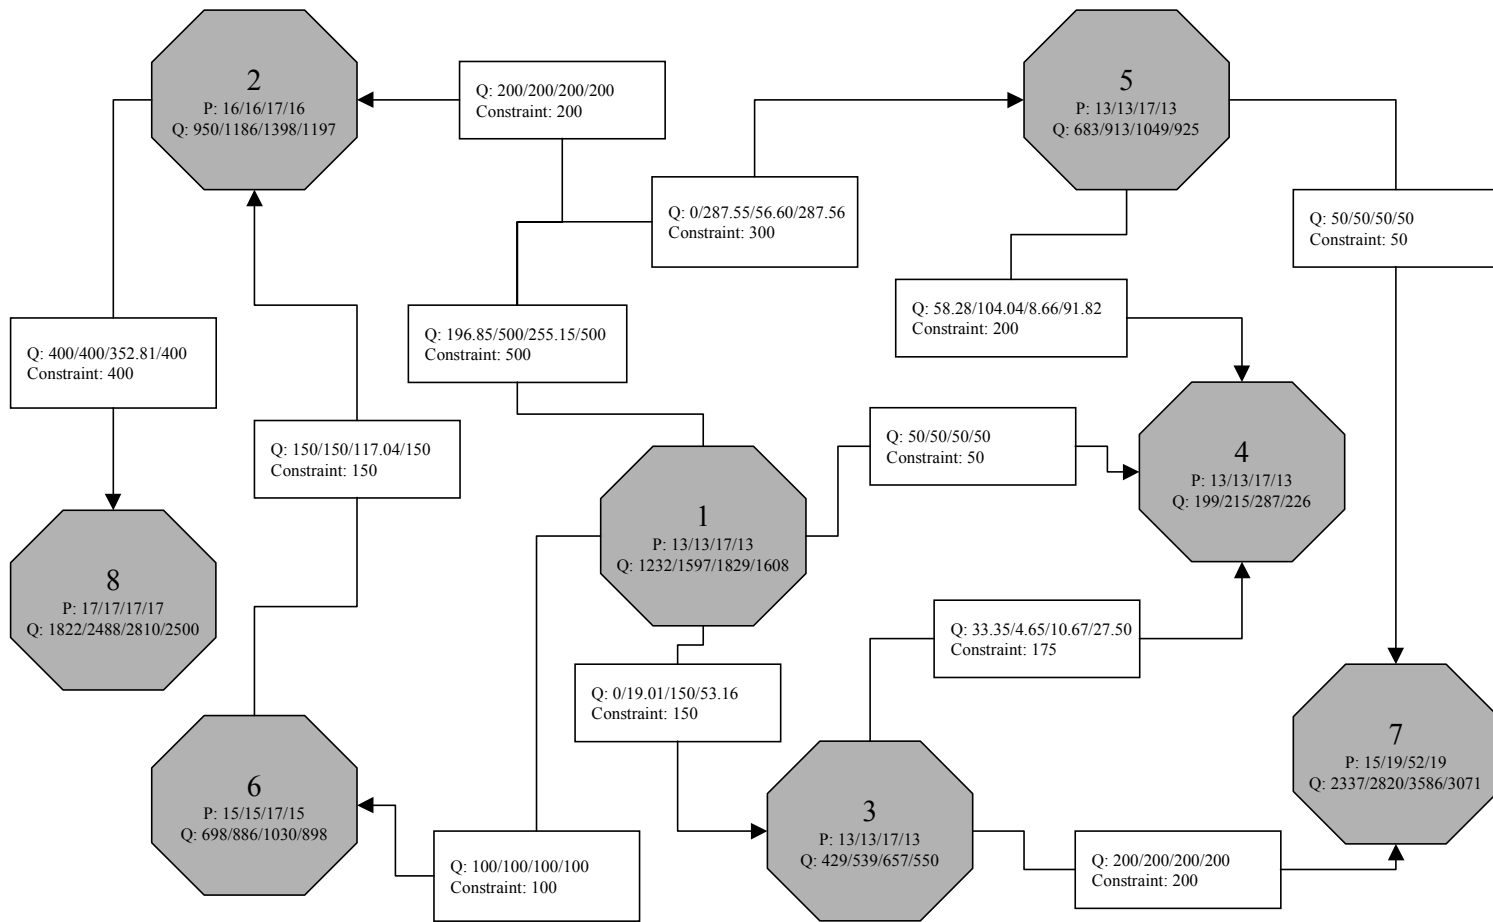 2
P: 16/16/17/16
Q: 950/1186/1398/1197
Q: 200/200/200/200
Constraint: 200
5
P: 13/13/17/13
Q: 683/913/1049/925
Q: 0/287.55/56.60/287.56
Constraint: 300
Q: 50/50/50/50
Constraint: 50
Q: 58.28/104.04/8.66/91.82
Constraint: 200
Q: 400/400/352.81/400
Constraint: 400
Q: 196.85/500/255.15/500
Constraint: 500
Q: 150/150/117.04/150
Constraint: 150
Q: 50/50/50/50
Constraint: 50
4
P: 13/13/17/13
Q: 199/215/287/226
1
P: 13/13/17/13
Q: 1232/1597/1829/1608
8
P: 17/17/17/17
Q: 1822/2488/2810/2500
Q: 33.35/4.65/10.67/27.50
Constraint: 175
Q: 0/19.01/150/53.16
Constraint: 150
7
P: 15/19/52/19
Q: 2337/2820/3586/3071
6
P: 15/15/17/15
Q: 698/886/1030/898
3
P: 13/13/17/13
Q: 429/539/657/550
Q: 100/100/100/100
Constraint: 100
Q: 200/200/200/200
Constraint: 200